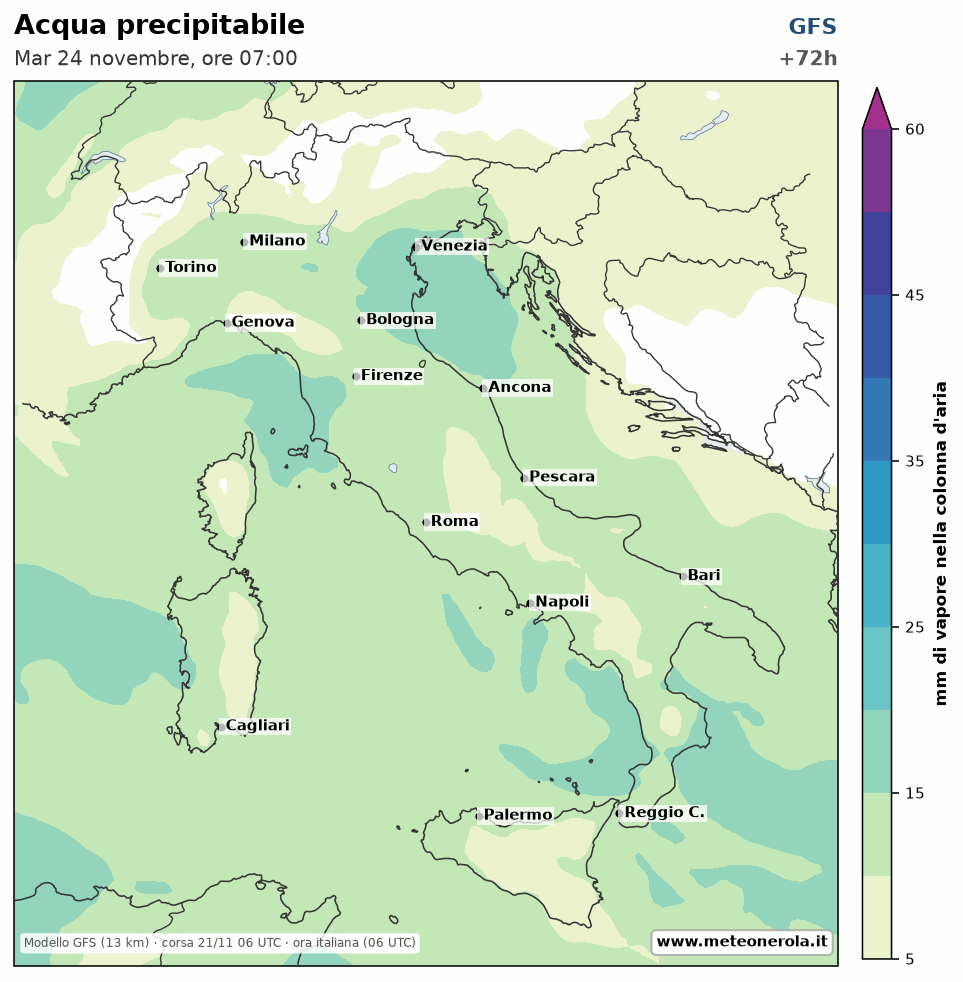 Acqua precipitabile
GFS
Mar 24 novembre, ore 07:00
+72h
60
45
35
25
15
5
mm di vapore nella colonna d'aria
Milano
Venezia
Torino
Genova
Bologna
Firenze
Ancona
Pescara
Roma
Bari
Napoli
Cagliari
Palermo
Reggio C.
Modello GFS (13 km) · corsa 21/11 06 UTC · ora italiana (06 UTC)
www.meteonerola.it